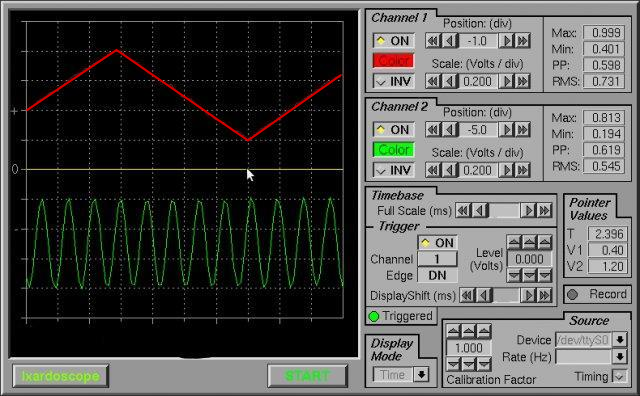 +
0
-
Ixardoscope
START
Channel 1
Position: (div)
ON
-1.0
Color
Scale: (Volts / div)
INV
0.200
Max: 0.999
Min: 0.401
PP: 0.598
RMS: 0.731
Channel 2
Position: (div)
ON
-5.0
Color
Scale: (Volts / div)
INV
0.200
Max: 0.813
Min: 0.194
PP: 0.619
RMS: 0.545
Timebase
Full Scale (ms)
Trigger
ON
Channel 1
Edge DN
Level
(Volts)
0.000
DisplayShift (ms)
Triggered
Pointer
Values
T 2.396
V1 0.40
V2 1.20
Record
Display
Mode
Time
1.000
Calibration Factor
Source
Device /dev/ttyS0
Rate (Hz)
Timing